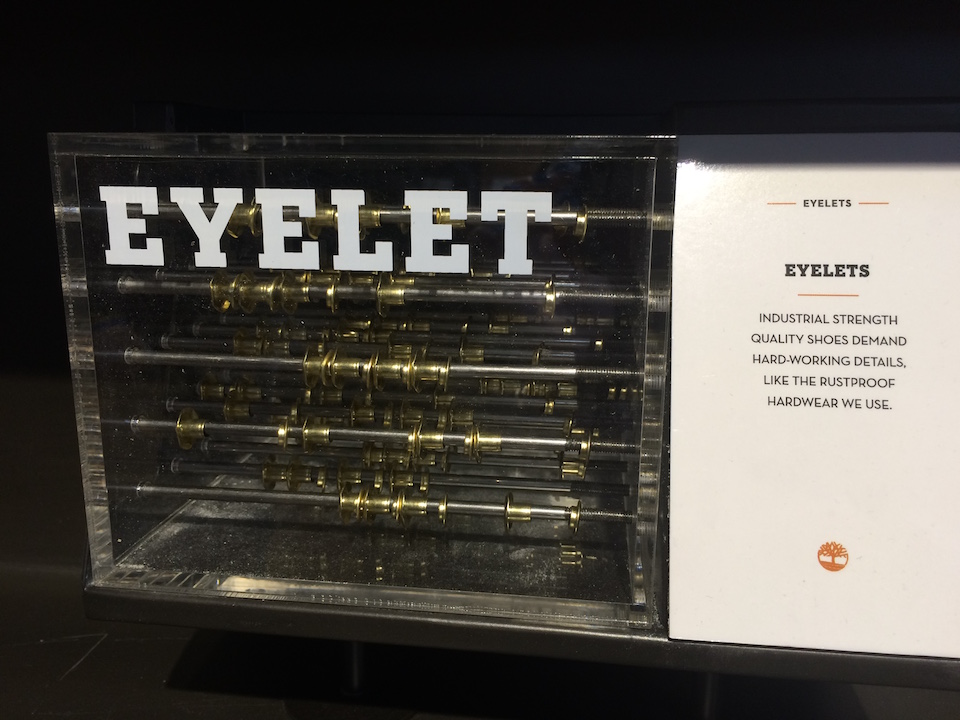 EYELET
EYELETS
EYELETS
INDUSTRIAL STRENGTH
QUALITY SHOES DEMAND
HARD-WORKING DETAILS,
LIKE THE RUSTPROOF
HARDWEAR WE USE.